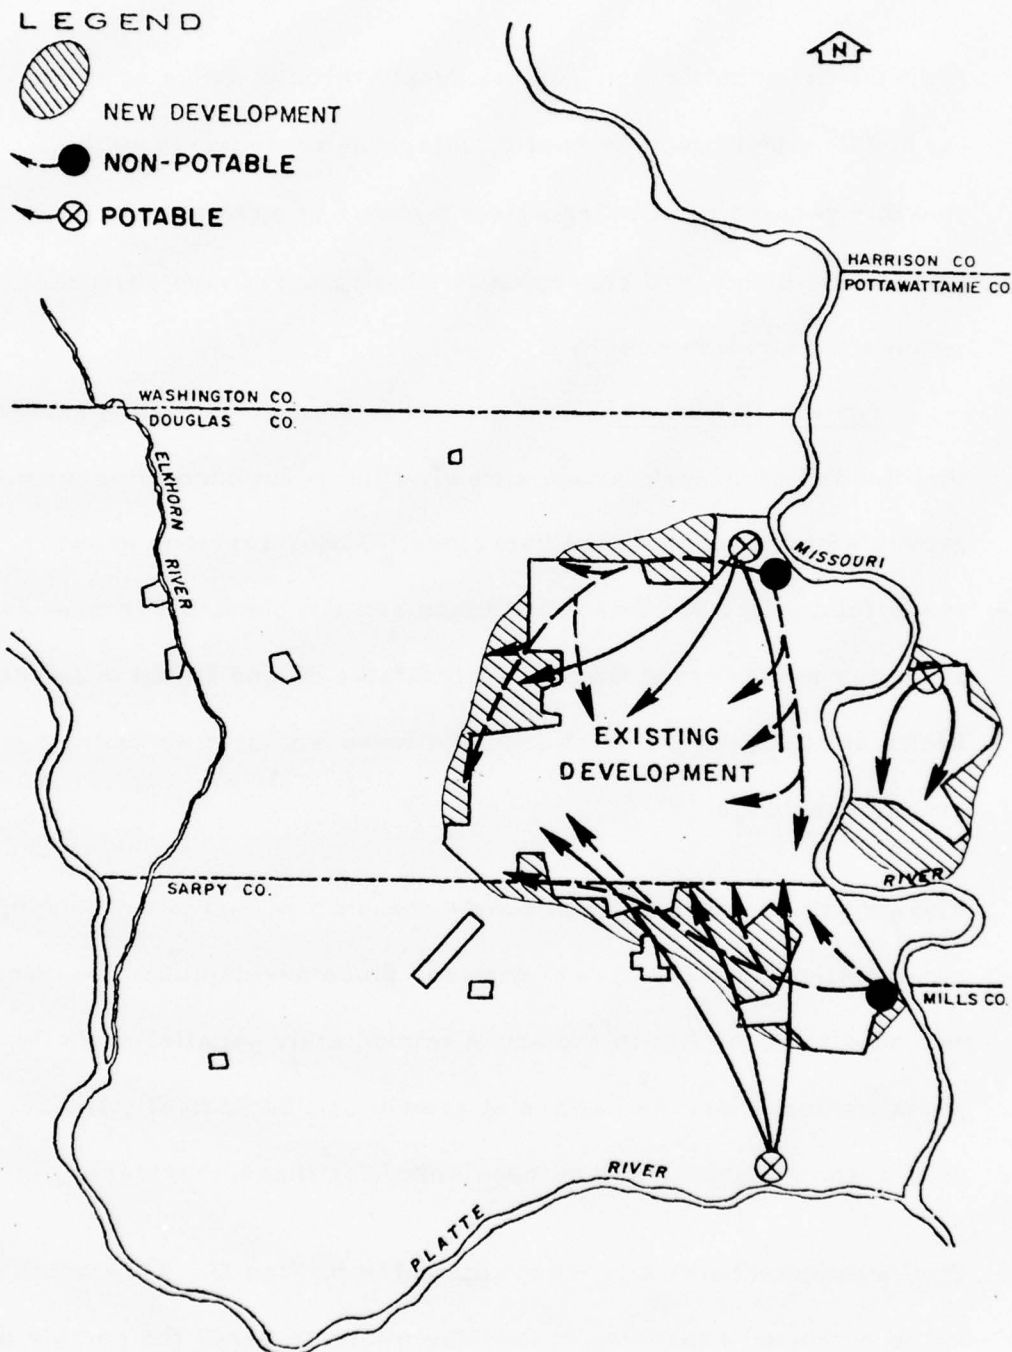 LEGEND
N
NEW DEVELOPMENT
NON-POTABLE
POTABLE
HARRISON CO
POTTAWATTAMIE CO.
WASHINGTON CO.
DOUGLAS CO.
ELKHORN RIVER
MISSOURI
EXISTING
DEVELOPMENT
RIVER
SARPY CO.
MILLS CO.
RIVER
PLATTE